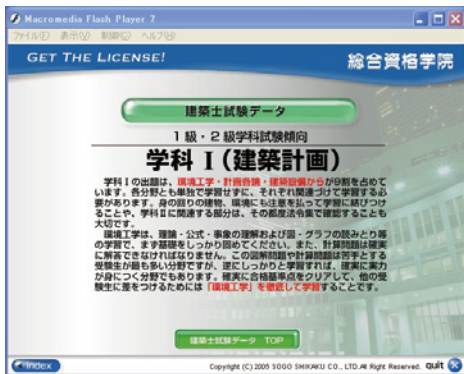 Macromedia Flash Player 7
ファイル(F) 表示(V) 制御(C) ヘルプ(H)
GET THE LICENSE!
総合資格学院
建築士試験データ
1級・2級学科試験傾向
学科 I (建築計画)
学科Iの出題は、環境工学・計画各論・建築設備からが9割を占めて
います。各分野とも単独で学習せずに、それぞれ関連づけて学習する必
要があります。身の回りの建物、環境にも注意を払って学習に結びつけ
ることや、学科IIに関連する部分は、その都度法令集で確認することも
大切です。
環境工学は、理論・公式・事象の理解および図・グラフの読みとり等
の学習で、まず基礎をしっかり固めてください。また、計算問題は確実
に解答できなければなりません。この図解問題や計算問題は苦手とする
受験生が最も多い分野ですが、逆にしっかりと学習すれば、確実に実力
が身につく分野でもあります。確実に合格基準点をクリアして、他の受
験生に差をつけるためには「環境工学」を徹底して学習することです。
建築士試験データ TOP
index
Copyright (C) 2005 SOGO SHIKAKU CO., LTD.All Right Reserved.
quit